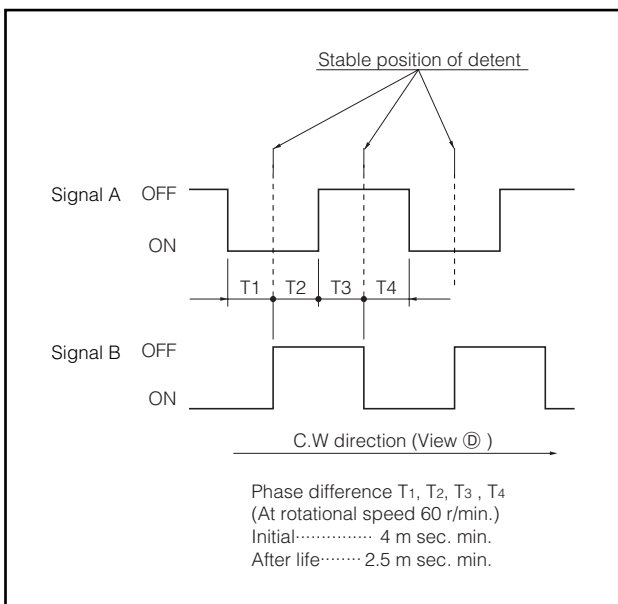 Stable position of detent
Signal A OFF
ON
T1 T2 T3 T4
Signal B OFF
ON
C.W direction (View Ⓓ )
Phase difference T1, T2, T3 , T4
(At rotational speed 60 r/min.)
Initial··············· 4 m sec. min.
After life········ 2.5 m sec. min.